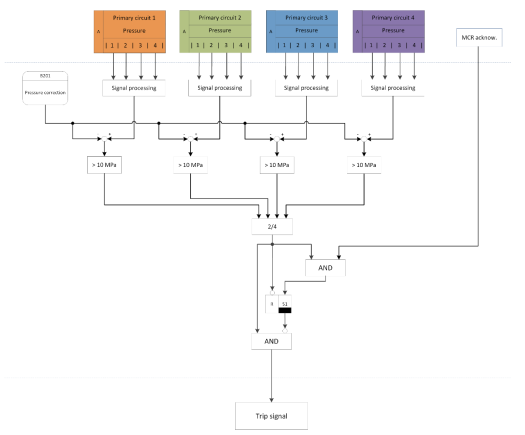 Primary circuit 1
A
Pressure
| 1 | 2 | 3 | 4 |
Primary circuit 2
A
Pressure
| 1 | 2 | 3 | 4 |
Primary circuit 3
A
Pressure
| 1 | 2 | 3 | 4 |
Primary circuit 4
A
Pressure
| 1 | 2 | 3 | 4 |
MCR acknow.
B201
Pressure correction
Signal processing
Signal processing
Signal processing
Signal processing
- +
- +
- +
- +
> 10 MPa
> 10 MPa
> 10 MPa
> 10 MPa
2/4
AND
R S1
AND
Trip signal